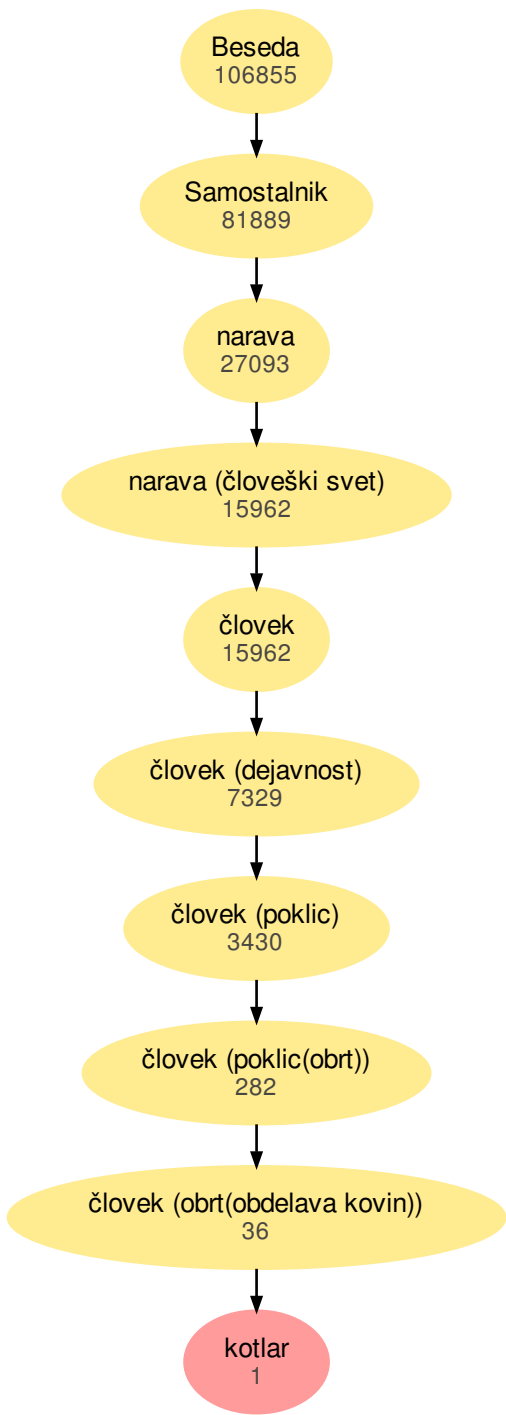 Beseda
106855
Samostalnik
81889
narava
27093
narava (človeški svet)
15962
človek
15962
človek (dejavnost)
7329
človek (poklic)
3430
človek (poklic(obrt))
282
človek (obrt(obdelava kovin))
36
kotlar
1